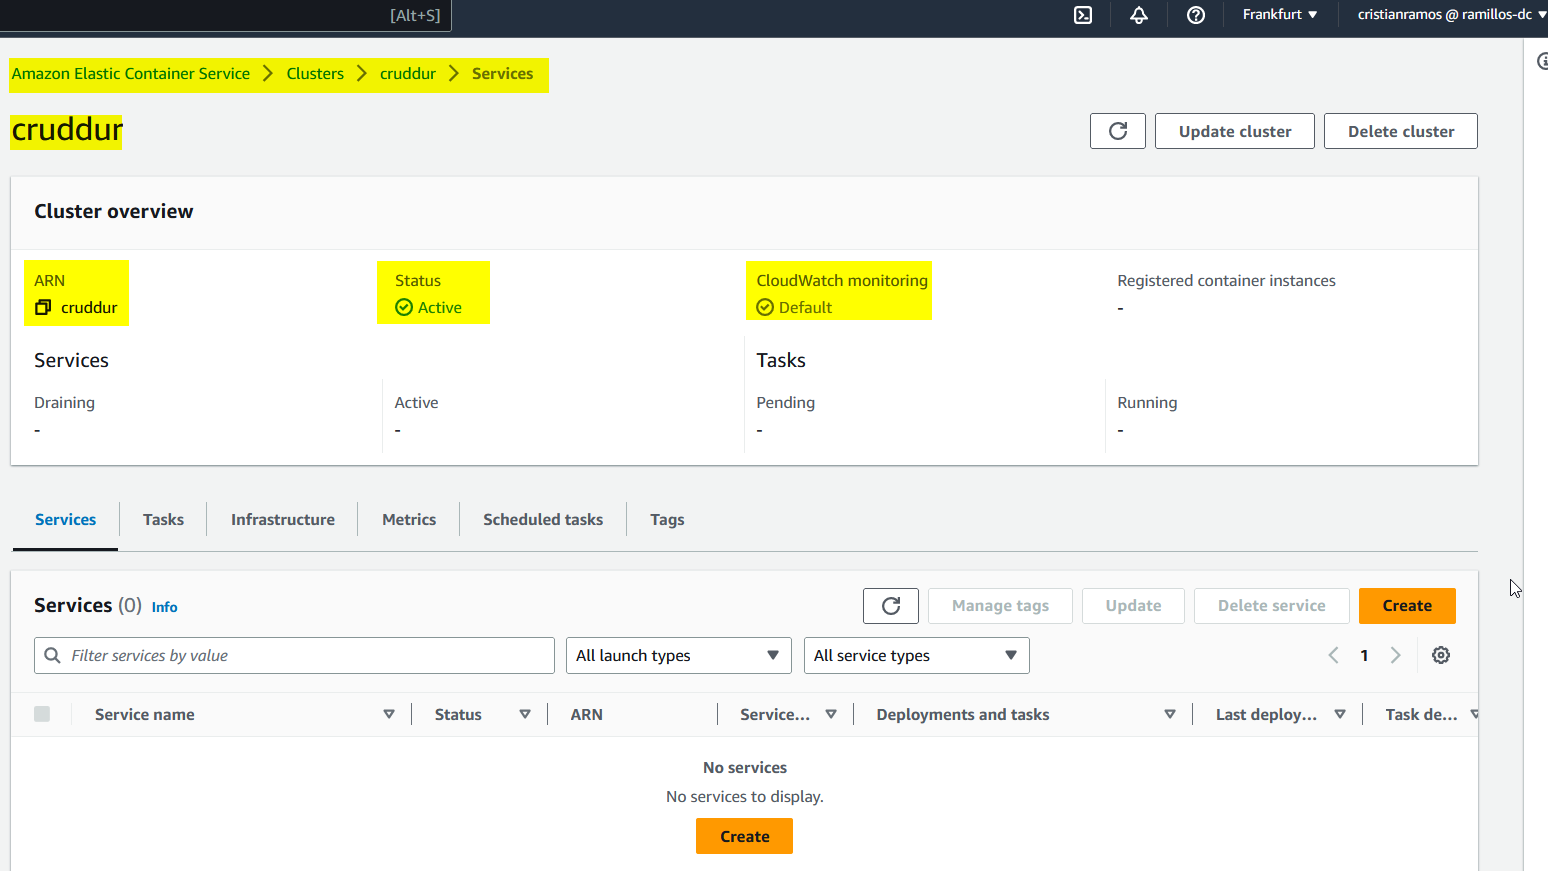 [Alt+S]
Frankfurt
cristianramos @ ramillos-dc
Amazon Elastic Container Service
Clusters
cruddur
Services
cruddur
Update cluster
Delete cluster
Cluster overview
ARN
cruddur
Status
Active
CloudWatch monitoring
Default
Registered container instances
-
Services
Draining
-
Active
-
Tasks
Pending
-
Running
-
Services
Tasks
Infrastructure
Metrics
Scheduled tasks
Tags
Services (0) Info
Manage tags
Update
Delete service
Create
Filter services by value
All launch types
All service types
1
Service name
Status
ARN
Service...
Deployments and tasks
Last deploy...
Task de...
No services
No services to display.
Create